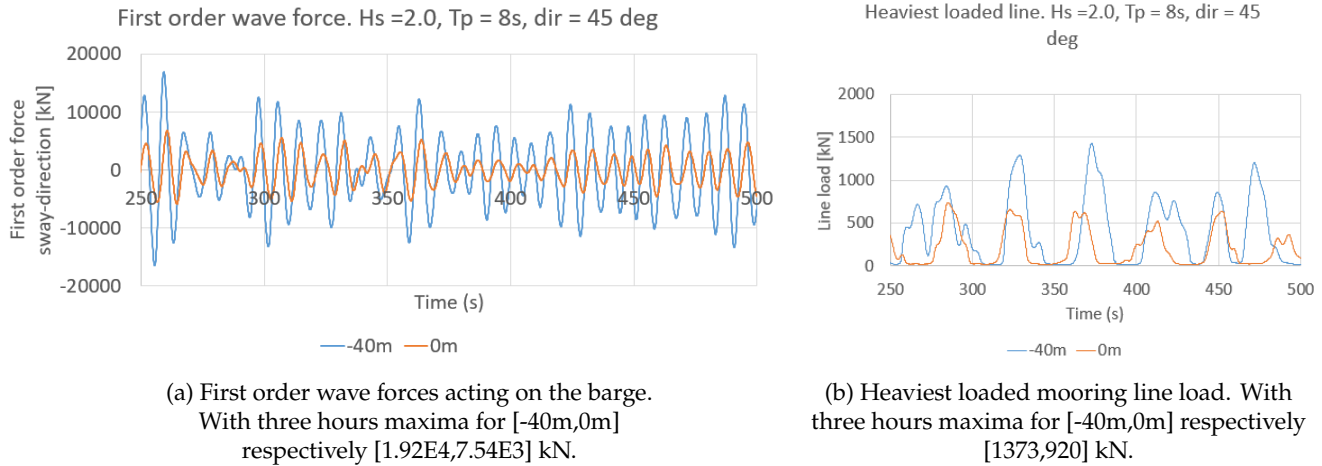 First order wave force. Hs =2.0, Tp = 8s, dir = 45 deg
20000
10000
0
-10000
-20000
250
300
350
400
450
500
First order force
sway-direction [kN]
Time (s)
-40m
0m
(a) First order wave forces acting on the barge.
With three hours maxima for [-40m,0m]
respectively [1.92E4,7.54E3] kN.
Heaviest loaded line. Hs =2.0, Tp = 8s, dir = 45
deg
2000
1500
1000
500
0
250
300
350
400
450
500
Line load [kN]
Time (s)
-40m
0m
(b) Heaviest loaded mooring line load. With
three hours maxima for [-40m,0m] respectively
[1373,920] kN.